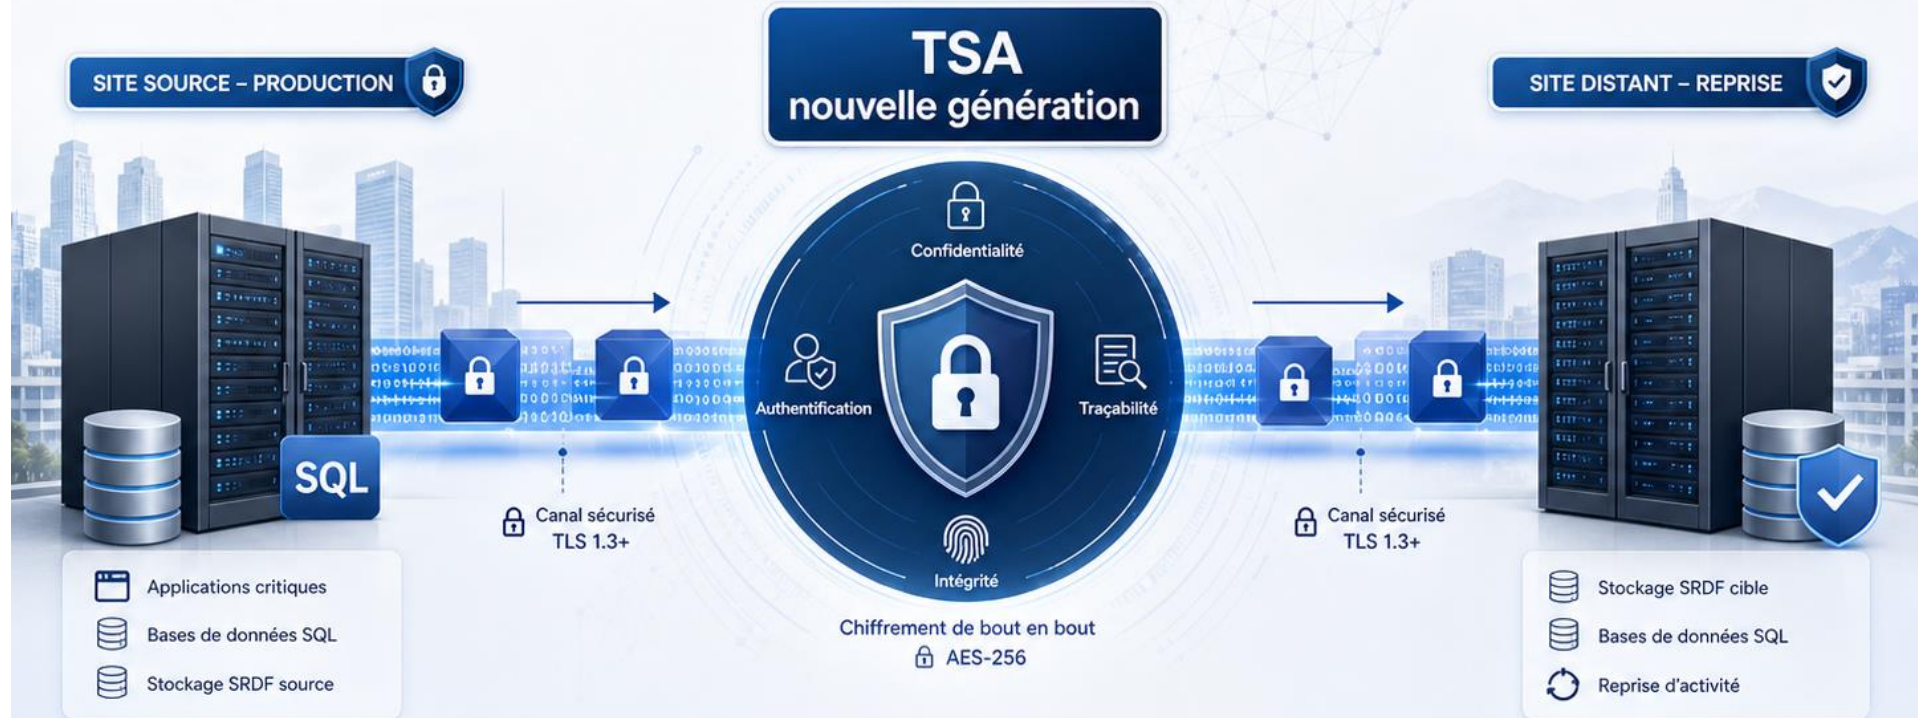 TSA
nouvelle génération
SITE SOURCE – PRODUCTION
SITE DISTANT – REPRISE
Confidentialité
Authentification
Traçabilité
Intégrité
SQL
Canal sécurisé
TLS 1.3+
Canal sécurisé
TLS 1.3+
Chiffrement de bout en bout
AES-256
Applications critiques
Bases de données SQL
Stockage SRDF source
Stockage SRDF cible
Bases de données SQL
Reprise d'activité